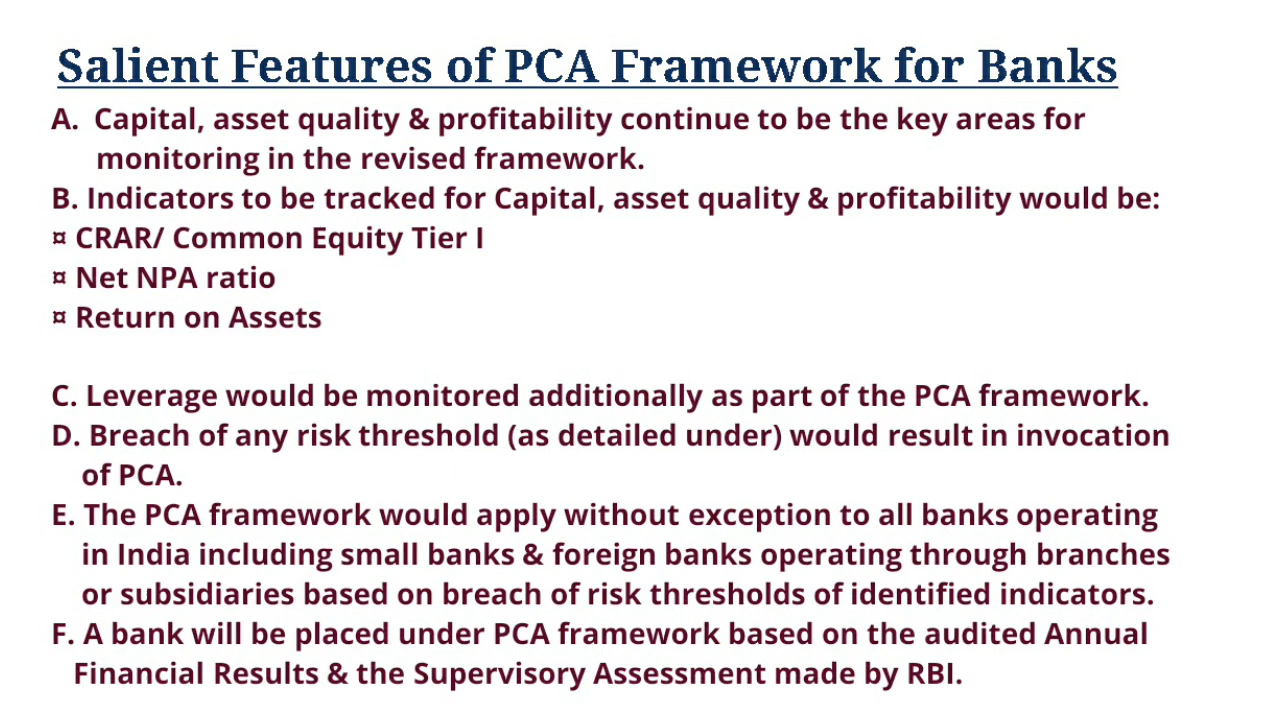 Salient Features of PCA Framework for Banks
A. Capital, asset quality & profitability continue to be the key areas for
monitoring in the revised framework.
B. Indicators to be tracked for Capital, asset quality & profitability would be:
¤ CRAR/ Common Equity Tier I
¤ Net NPA ratio
¤ Return on Assets
C. Leverage would be monitored additionally as part of the PCA framework.
D. Breach of any risk threshold (as detailed under) would result in invocation
of PCA.
E. The PCA framework would apply without exception to all banks operating
in India including small banks & foreign banks operating through branches
or subsidiaries based on breach of risk thresholds of identified indicators.
F. A bank will be placed under PCA framework based on the audited Annual
Financial Results & the Supervisory Assessment made by RBI.